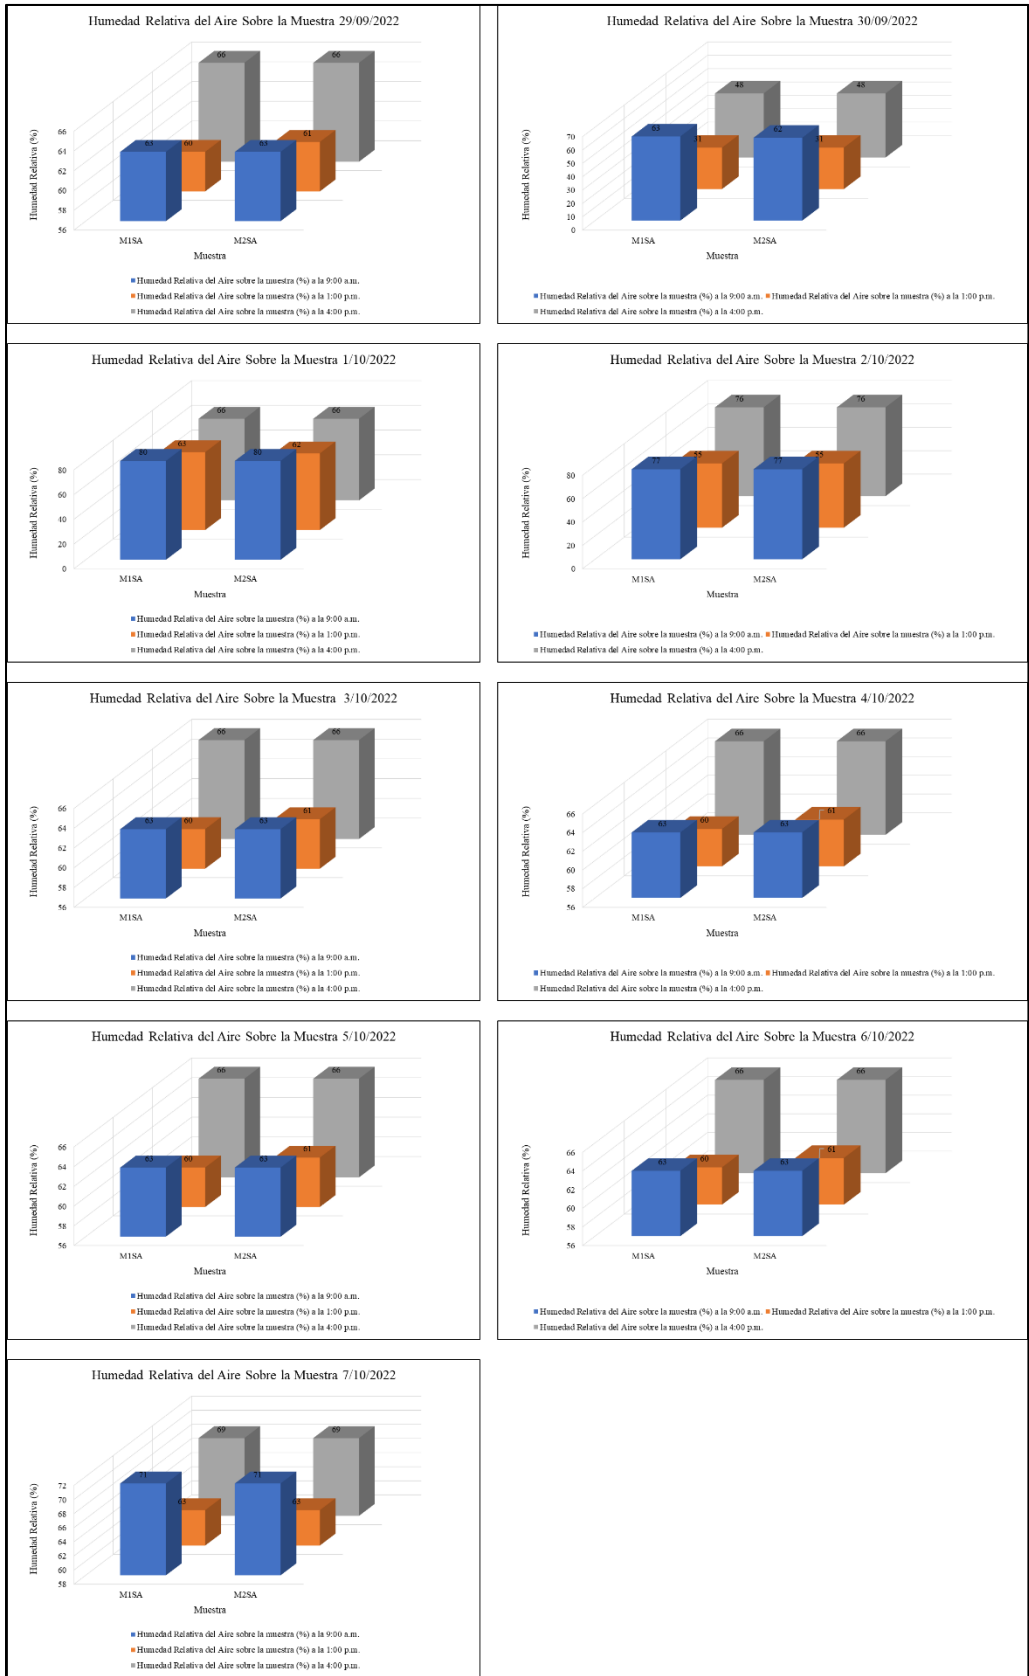 Humedad Relativa del Aire Sobre la Muestra 29/09/2022
Humedad Relativa (%)
66
64
62
60
58
56
63
60
66
63
61
66
M1SA
M2SA
Muestra
Humedad Relativa del Aire sobre la muestra (%) a la 9:00 a.m.
Humedad Relativa del Aire sobre la muestra (%) a la 1:00 p.m.
Humedad Relativa del Aire sobre la muestra (%) a la 4:00 p.m.
Humedad Relativa del Aire Sobre la Muestra 30/09/2022
Humedad Relativa (%)
70
60
50
40
30
20
10
0
63
48
62
48
M1SA
M2SA
Muestra
Humedad Relativa del Aire sobre la muestra (%) a la 9:00 a.m. Humedad Relativa del Aire sobre la muestra (%) a la 1:00 p.m.
Humedad Relativa del Aire sobre la muestra (%) a la 4:00 p.m.
Humedad Relativa del Aire Sobre la Muestra 1/10/2022
Humedad Relativa (%)
80
60
40
20
0
80
63
66
80
62
66
M1SA
M2SA
Muestra
Humedad Relativa del Aire sobre la muestra (%) a la 9:00 a.m.
Humedad Relativa del Aire sobre la muestra (%) a la 1:00 p.m.
Humedad Relativa del Aire sobre la muestra (%) a la 4:00 p.m.
Humedad Relativa del Aire Sobre la Muestra 2/10/2022
Humedad Relativa (%)
80
60
40
20
0
77
55
76
77
55
76
M1SA
M2SA
Muestra
Humedad Relativa del Aire sobre la muestra (%) a la 9:00 a.m. Humedad Relativa del Aire sobre la muestra (%) a la 1:00 p.m.
Humedad Relativa del Aire sobre la muestra (%) a la 4:00 p.m.
Humedad Relativa del Aire Sobre la Muestra 3/10/2022
Humedad Relativa (%)
66
64
62
60
58
56
63
60
66
63
61
66
M1SA
M2SA
Muestra
Humedad Relativa del Aire sobre la muestra (%) a la 9:00 a.m.
Humedad Relativa del Aire sobre la muestra (%) a la 1:00 p.m.
Humedad Relativa del Aire sobre la muestra (%) a la 4:00 p.m.
Humedad Relativa del Aire Sobre la Muestra 4/10/2022
Humedad Relativa (%)
66
64
62
60
58
56
63
60
66
63
61
66
M1SA
M2SA
Muestra
Humedad Relativa del Aire sobre la muestra (%) a la 9:00 a.m. Humedad Relativa del Aire sobre la muestra (%) a la 1:00 p.m.
Humedad Relativa del Aire sobre la muestra (%) a la 4:00 p.m.
Humedad Relativa del Aire Sobre la Muestra 5/10/2022
Humedad Relativa (%)
66
64
62
60
58
56
63
60
66
63
61
66
M1SA
M2SA
Muestra
Humedad Relativa del Aire sobre la muestra (%) a la 9:00 a.m.
Humedad Relativa del Aire sobre la muestra (%) a la 1:00 p.m.
Humedad Relativa del Aire sobre la muestra (%) a la 4:00 p.m.
Humedad Relativa del Aire Sobre la Muestra 6/10/2022
Humedad Relativa (%)
66
64
62
60
58
56
63
60
66
63
61
66
M1SA
M2SA
Muestra
Humedad Relativa del Aire sobre la muestra (%) a la 9:00 a.m. Humedad Relativa del Aire sobre la muestra (%) a la 1:00 p.m.
Humedad Relativa del Aire sobre la muestra (%) a la 4:00 p.m.
Humedad Relativa del Aire Sobre la Muestra 7/10/2022
Humedad Relativa (%)
72
70
68
66
64
62
60
58
71
63
69
71
63
69
M1SA
M2SA
Muestra
Humedad Relativa del Aire sobre la muestra (%) a la 9:00 a.m.
Humedad Relativa del Aire sobre la muestra (%) a la 1:00 p.m.
Humedad Relativa del Aire sobre la muestra (%) a la 4:00 p.m.